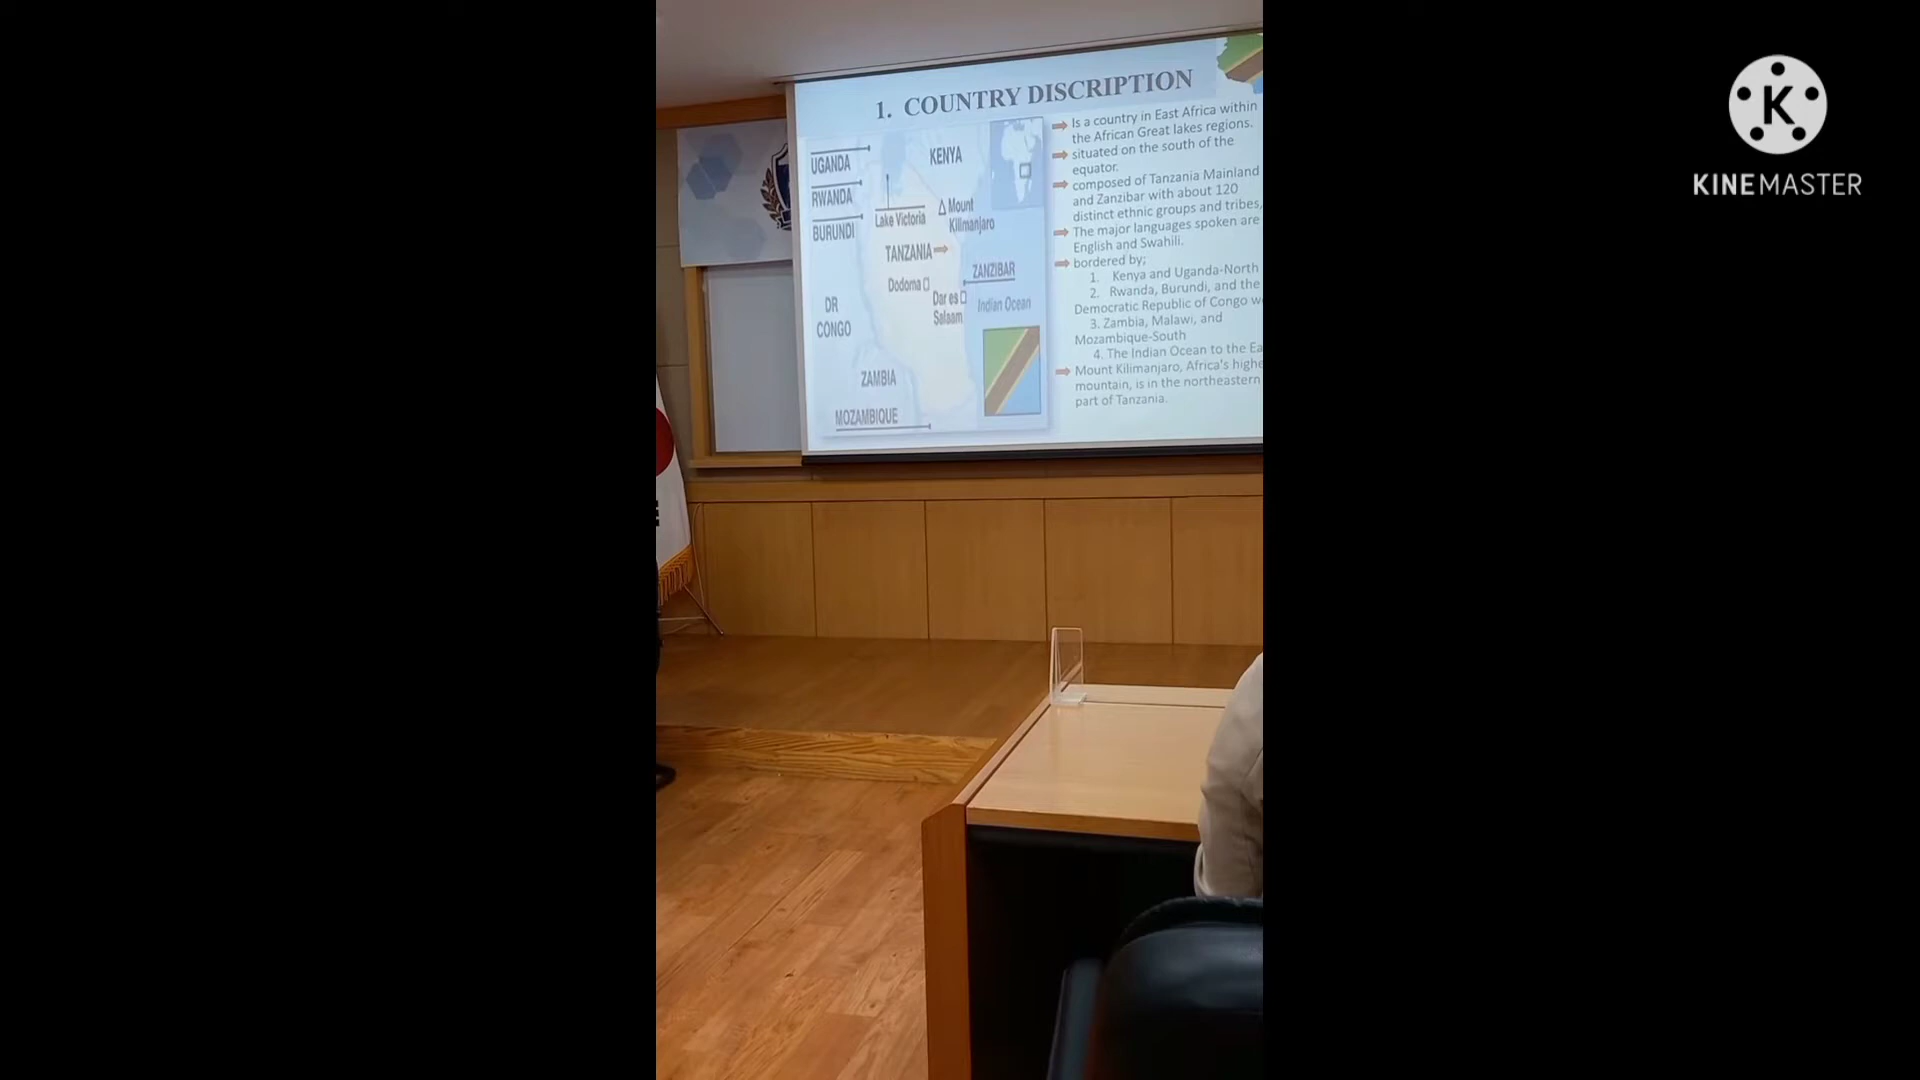 1. COUNTRY DISCRIPTION
UGANDA
KENYA
RWANDA
Lake Victoria
Mount
Kilimanjaro
BURUNDI
TANZANIA
ZANZIBAR
Dodoma
Dar es
Salaam
Indian Ocean
DR
CONGO
ZAMBIA
MOZAMBIQUE
Is a country in East Africa within
the African Great lakes regions.
situated on the south of the
equator.
composed of Tanzania Mainland
and Zanzibar with about 120
distinct ethnic groups and tribes,
The major languages spoken are
English and Swahili.
bordered by;
1. Kenya and Uganda-North
2. Rwanda, Burundi, and the
Democratic Republic of Congo
3. Zambia, Malawi, and
Mozambique-South
4. The Indian Ocean to the
Mount Kilimanjaro, Africa's
mountain, is in the northeastern
part of Tanzania.
K
KINEMASTER